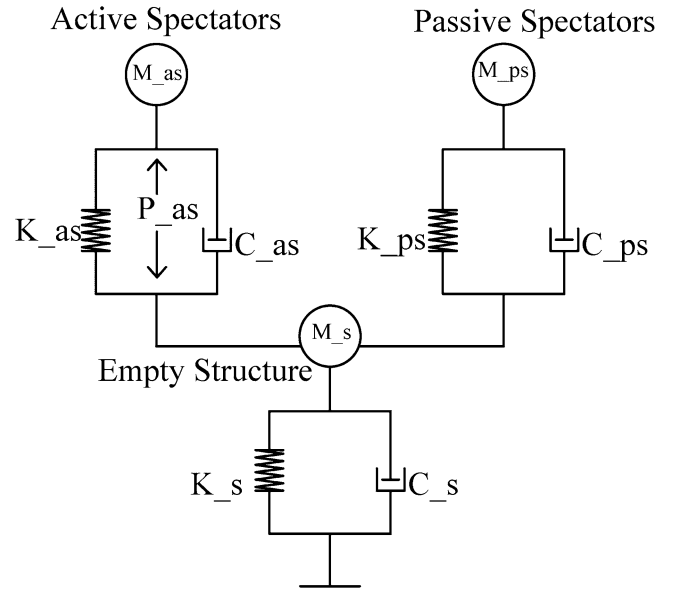 Active Spectators
Passive Spectators
M_as
M_ps
K_as
P_as
C_as
K_ps
C_ps
M_s
Empty Structure
K_s
C_s